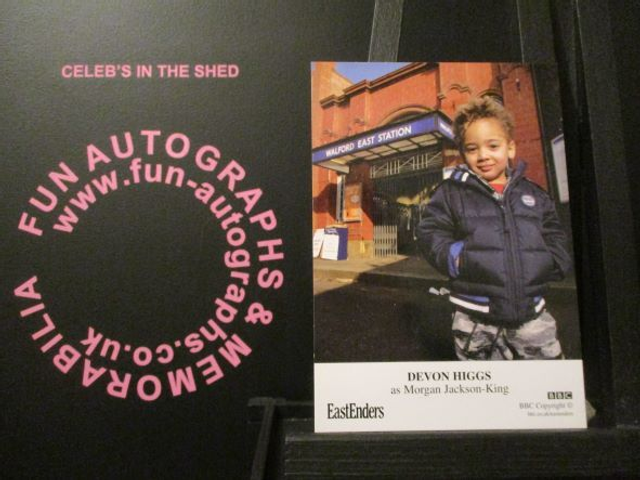 CELEB'S IN THE SHED
FUN AUTOGRAPHS & MEMORABILIA
www.fun-autographs.co.uk
WALFORD EAST STATION
DEVON HIGGS
as Morgan Jackson-King
EastEnders
BBC
BBC Copyright ©